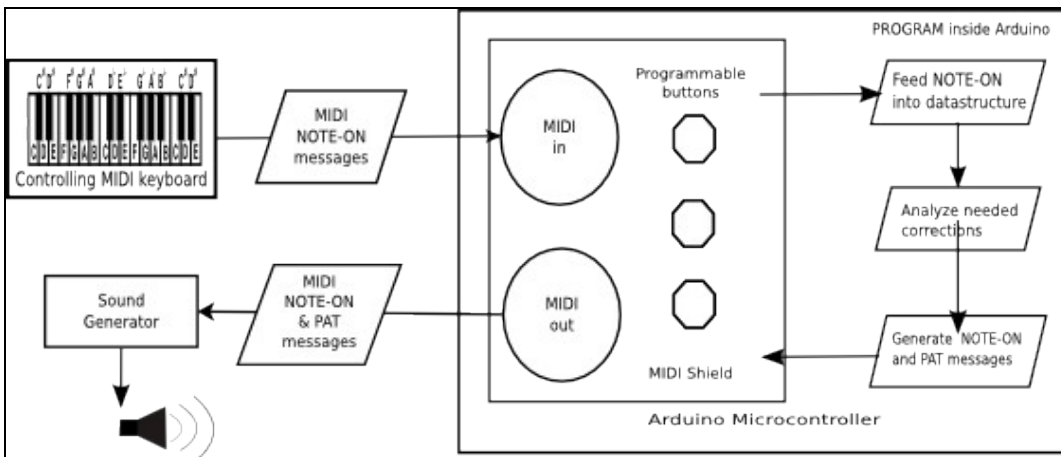 C# D# F# G# A# D♭ E♭ G♭ A♭ B♭ C# D#
C D E F G A B C D E F G A B C D E
Controlling MIDI keyboard
MIDI
NOTE-ON
messages
MIDI
in
Programmable
buttons
PROGRAM inside Arduino
Feed NOTE-ON
into datastructure
Analyze needed
corrections
Generate NOTE-ON
and PAT messages
MIDI
out
MIDI Shield
Arduino Microcontroller
MIDI
NOTE-ON
& PAT
messages
Sound
Generator